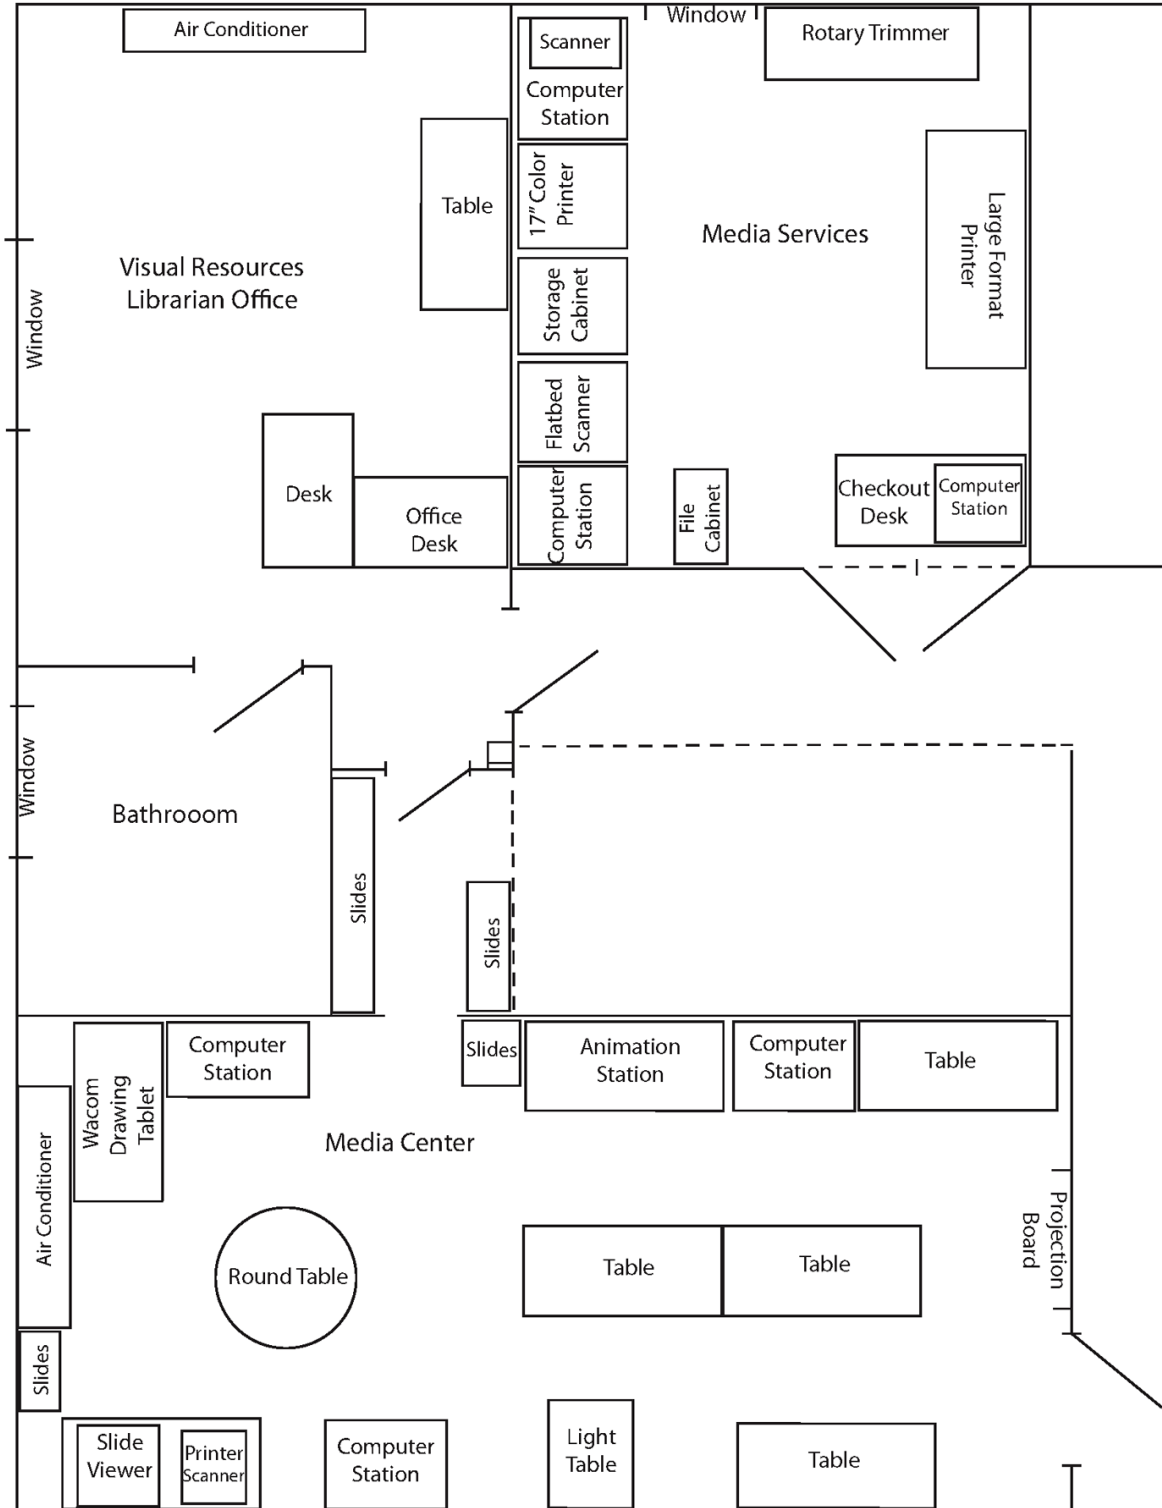 Air Conditioner
Scanner
Window
Rotary Trimmer
Computer
Station
Table
17" Color
Printer
Media Services
Large Format
Printer
Visual Resources
Librarian Office
Window
Storage
Cabinet
Flatbed
Scanner
Desk
Office
Desk
Computer
Station
File
Cabinet
Checkout
Desk
Computer
Station
Window
Bathrooom
Slides
Slides
Wacom
Drawing
Tablet
Computer
Station
Slides
Animation
Station
Computer
Station
Table
Media Center
Air Conditioner
Round Table
Table
Table
Projection
Board
Slides
Slide
Viewer
Printer
Scanner
Computer
Station
Light
Table
Table